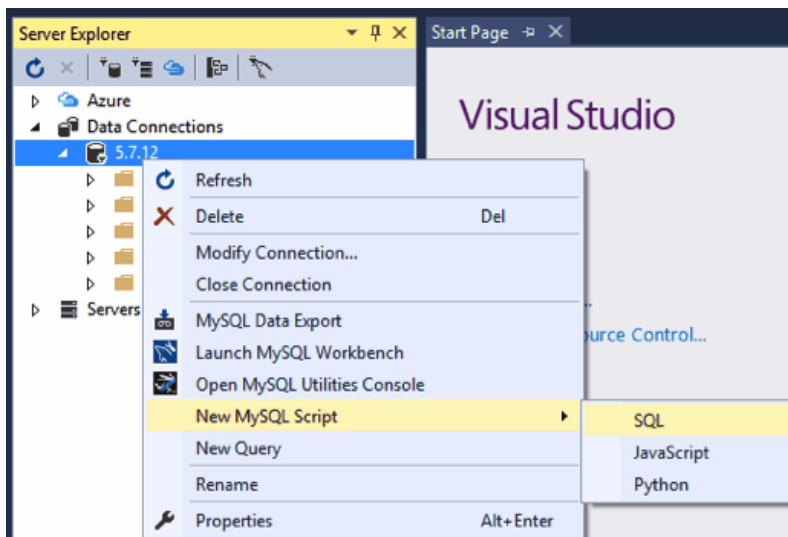 Server Explorer
Start Page
Azure
Data Connections
5.7.12
Servers
Visual Studio
Refresh
Delete Del
Modify Connection...
Close Connection
MySQL Data Export
Launch MySQL Workbench
Open MySQL Utilities Console
New MySQL Script
New Query
Rename
Properties Alt+Enter
Control...
SQL
JavaScript
Python